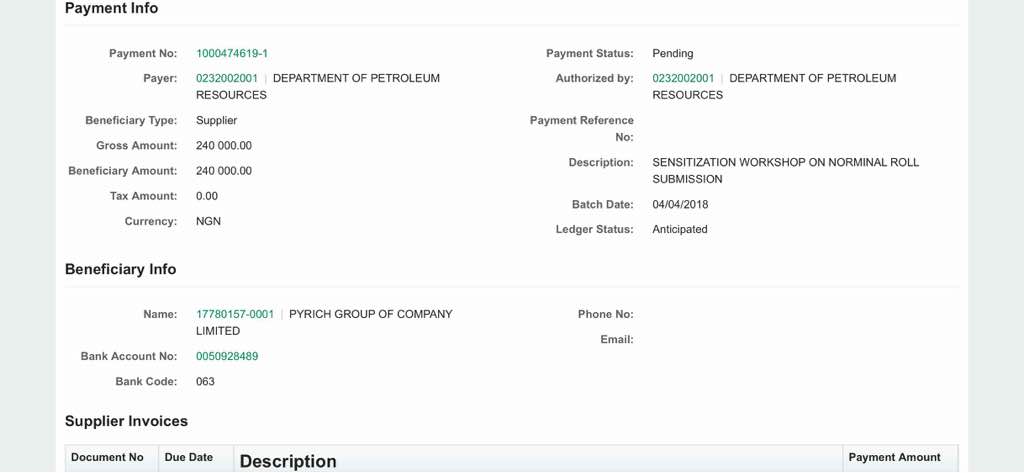 Payment Info
Payment No: 1000474619-1
Payment Status: Pending
Payer: 0232002001 | DEPARTMENT OF PETROLEUM
RESOURCES
Authorized by: 0232002001 | DEPARTMENT OF PETROLEUM
RESOURCES
Beneficiary Type: Supplier
Payment Reference
No:
Gross Amount: 240 000.00
Beneficiary Amount: 240 000.00
Description: SENSITIZATION WORKSHOP ON NORMINAL ROLL
SUBMISSION
Tax Amount: 0.00
Batch Date: 04/04/2018
Currency: NGN
Ledger Status: Anticipated
Beneficiary Info
Name: 17780157-0001 | PYRICH GROUP OF COMPANY
LIMITED
Phone No:
Email:
Bank Account No: 0050928489
Bank Code: 063
Supplier Invoices
Document No Due Date Description Payment Amount